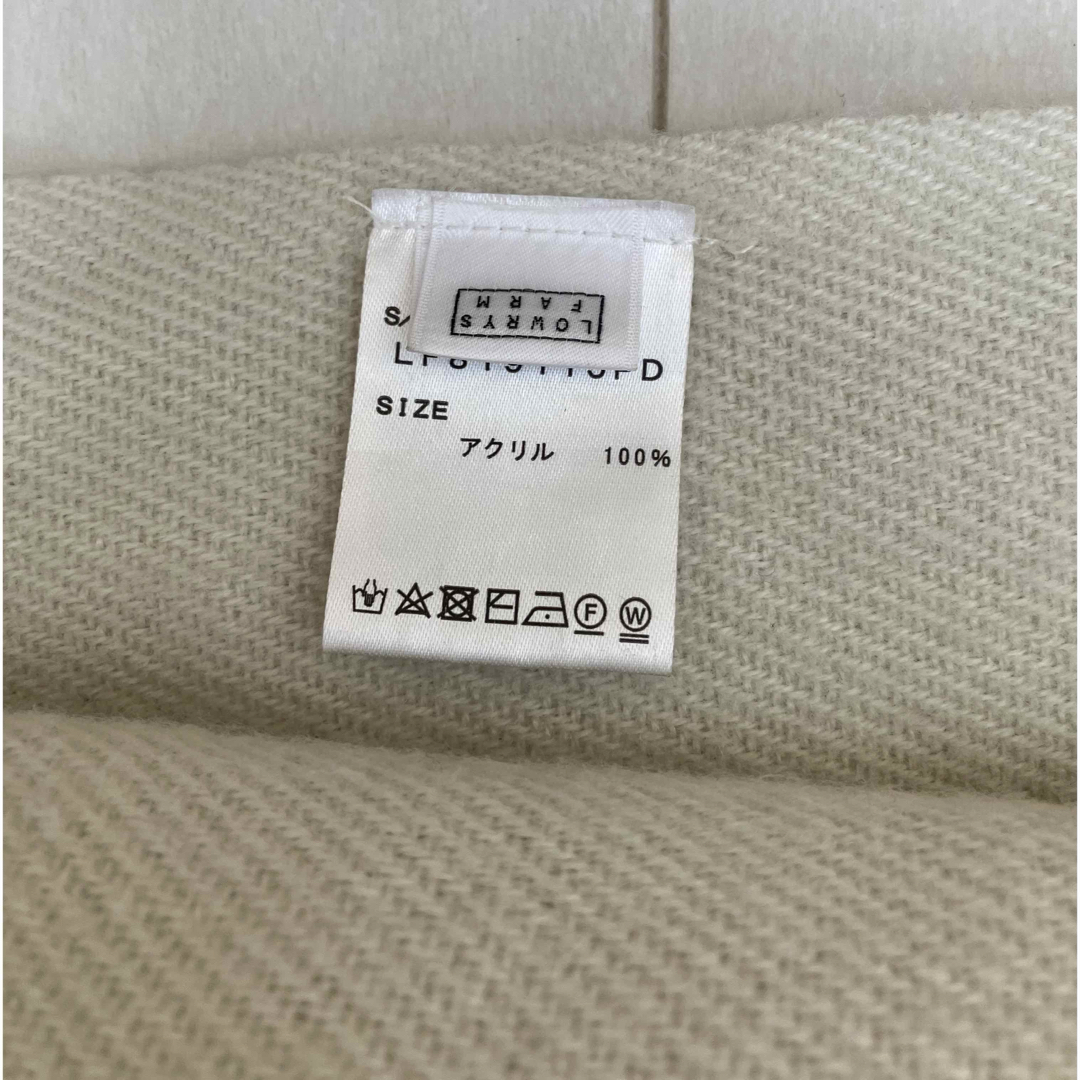 LOWRYS
FARM
S/
SIZE
アクリル 100%
F W